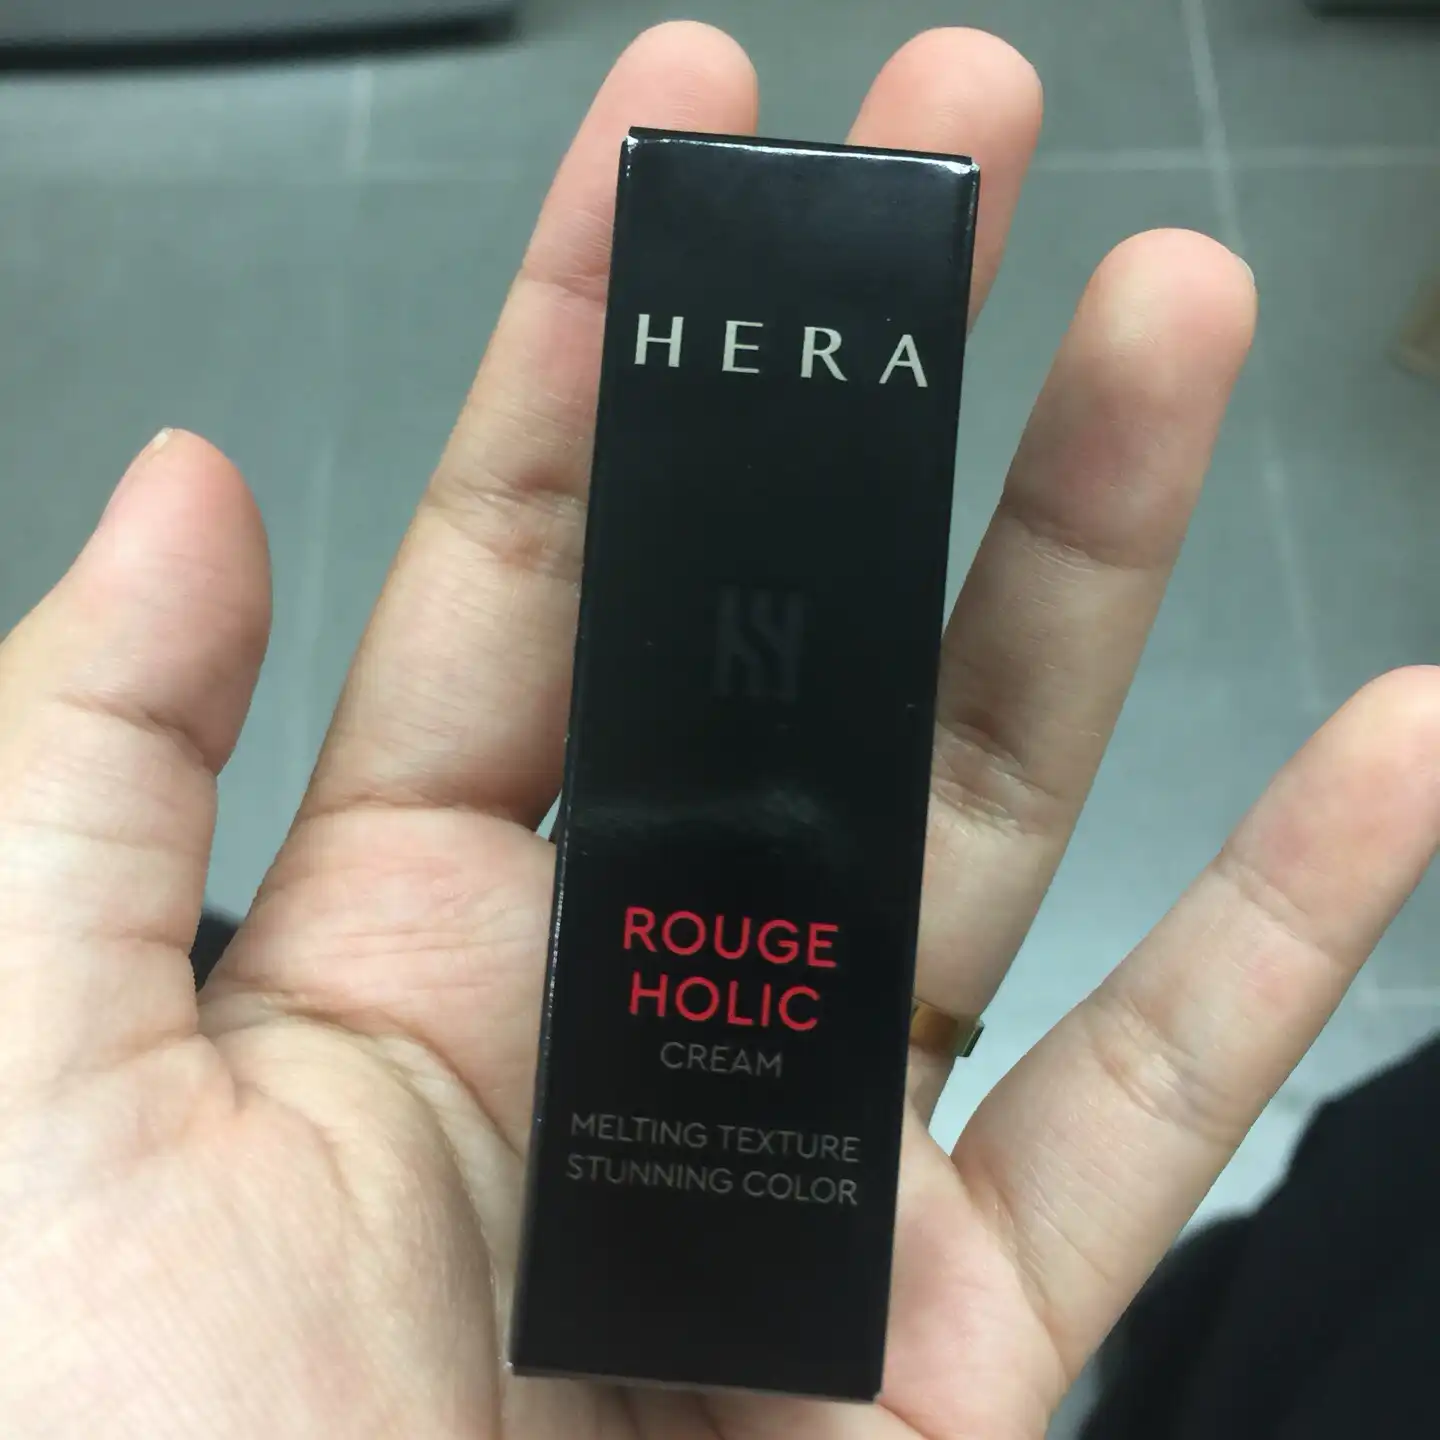 HERA
ROUGE
HOLIC
CREAM
MELTING TEXTURE
STUNNING COLOR